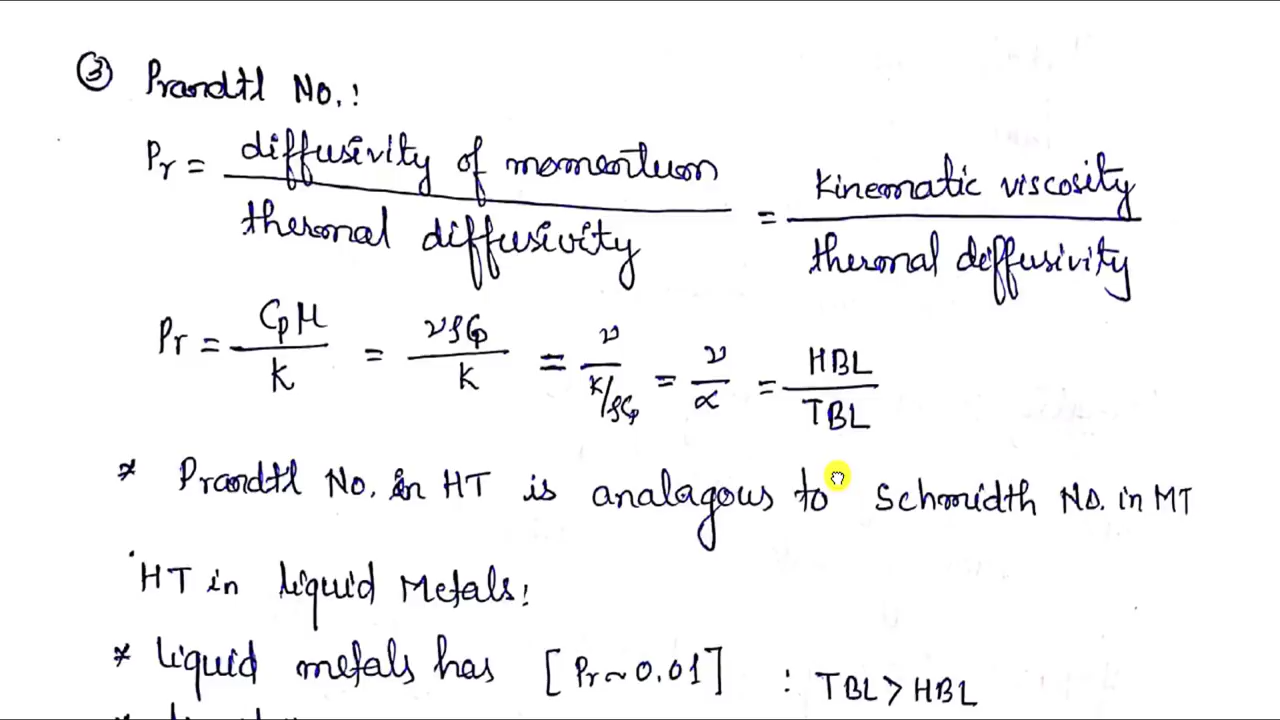 ③ Prandtl No.:
Pr = diffusivity of momentum / thermal diffusivity = Kinematic viscosity / thermal diffusivity
Pr = CpM / K = νρCp / K = ν / K/ρCp = ν / α = HBL / TBL
* Prandtl No. in HT is analagous to Schmidth No. in MT
HT in liquid Metals:
* liquid metals has [Pr ~ 0.01] : TBL > HBL